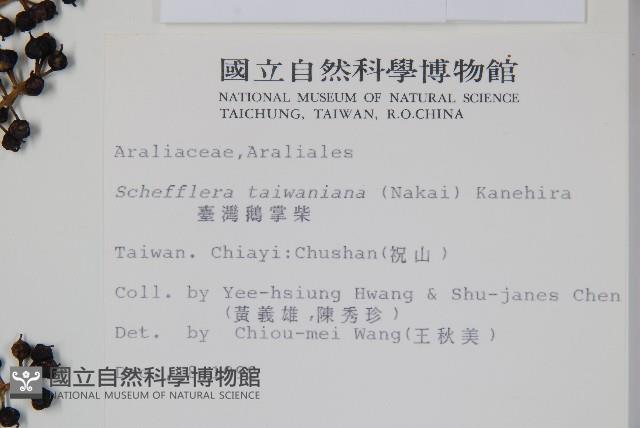 國立自然科學博物館
NATIONAL MUSEUM OF NATURAL SCIENCE
TAICHUNG, TAIWAN, R.O.CHINA
Araliaceae,Araliales
Schefflera taiwaniana (Nakai) Kanehira
臺灣鵝掌柴
Taiwan. Chiayi:Chushan(祝山)
Coll. by Yee-hsiung Hwang & Shu-janes Chen
(黃義雄,陳秀珍)
Det. by Chiou-mei Wang(王秋美)
國立自然科學博物館
NATIONAL MUSEUM OF NATURAL SCIENCE